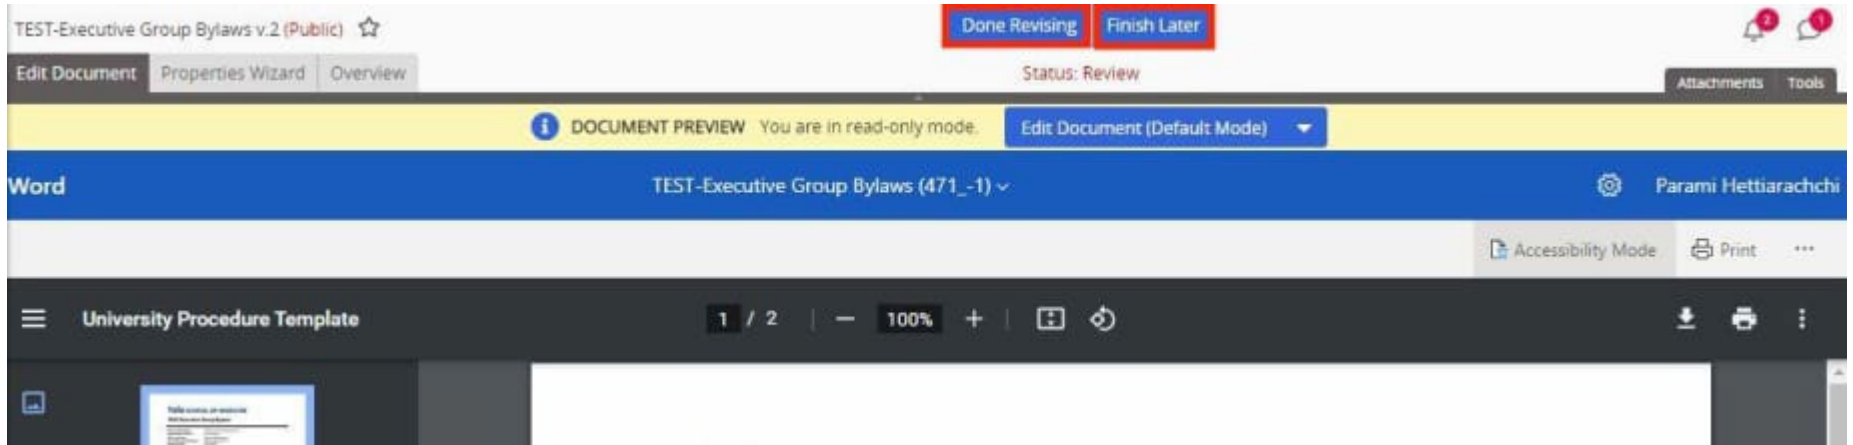 TEST-Executive Group Bylaws v.2 (Public)
Done Revising Finish Later
2 1
Edit Document Properties Wizard Overview
Status: Review
Attachments Tools
DOCUMENT PREVIEW You are in read-only mode. Edit Document (Default Mode)
Word TEST-Executive Group Bylaws (471_-1) Parami Hettiarachchi
Accessibility Mode Print ...
University Procedure Template 1 / 2 100%